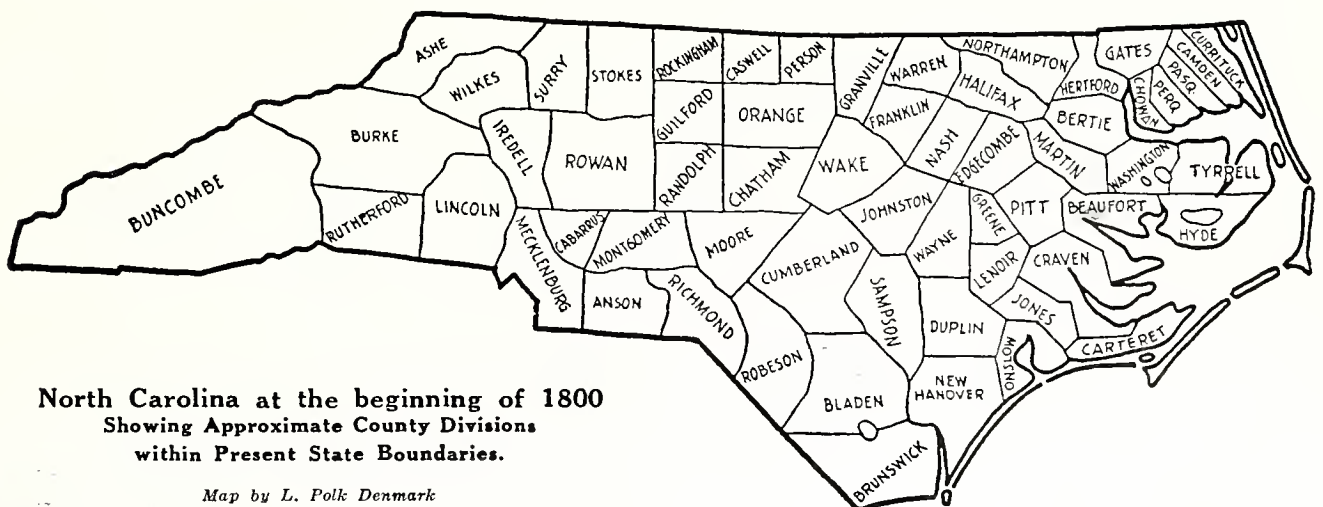 ASHE
WILKES
SURRY
STOKES
ROCKINGHAM
CASWELL
PERSON
GRANVILLE
WARREN
NORTHAMPTON
HALIFAX
HERTFORD
GATES
CHOWAN
PERQ.
PASQ.
CAMDEN
CURRITUCK
BUNCOMBE
BURKE
RUTHERFORD
LINCOLN
IREDELL
ROWAN
GUILFORD
RANDOLPH
ORANGE
CHATHAM
WAKE
FRANKLIN
NASH
EDGECOMBE
MARTIN
BERTIE
WASHINGTON
TYRRELL
MECKLENBURG
CABARRUS
MONTGOMERY
MOORE
CUMBERLAND
JOHNSTON
WAYNE
GREENE
PITT
BEAUFORT
HYDE
ANSON
RICHMOND
ROBESON
SAMPSON
LENOIR
CRAVEN
JONES
DUPLIN
ONSLOW
CARTERET
BLADEN
NEW
HANOVER
BRUNSWICK
North Carolina at the beginning of 1800
Showing Approximate County Divisions
within Present State Boundaries.
Map by L. Polk Denmark